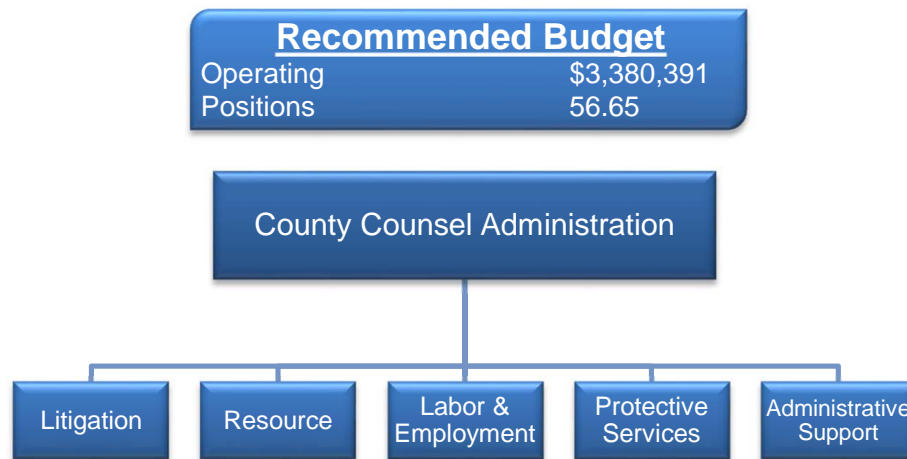 Recommended Budget
Operating $3,380,391
Positions 56.65
County Counsel Administration
Litigation
Resource
Labor &
Employment
Protective
Services
Administrative
Support